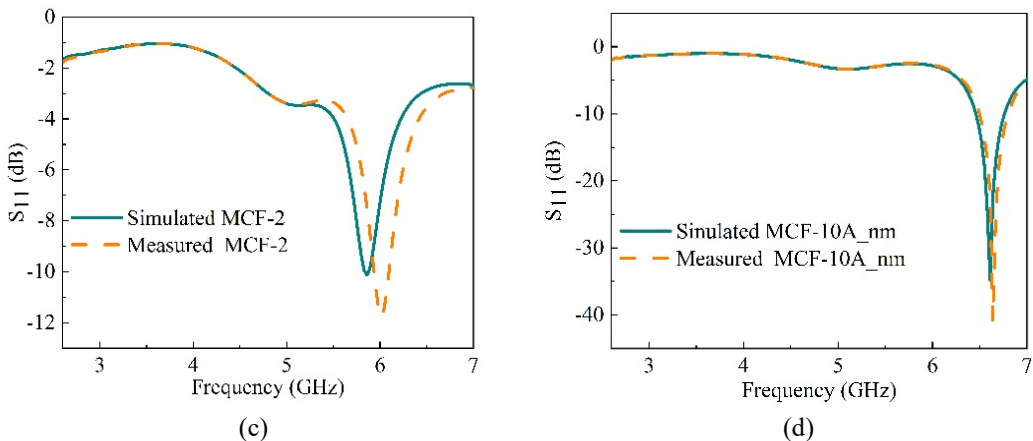 0
-2
-4
-6
-8
-10
-12
S11 (dB)
Simulated MCF-2
Measured MCF-2
3
4
5
6
7
Frequency (GHz)
(c)
0
-10
-20
-30
-40
S11 (dB)
Sinulated MCF-10A_nm
Measured MCF-10A_nm
3
4
5
6
7
Frequency (GHz)
(d)